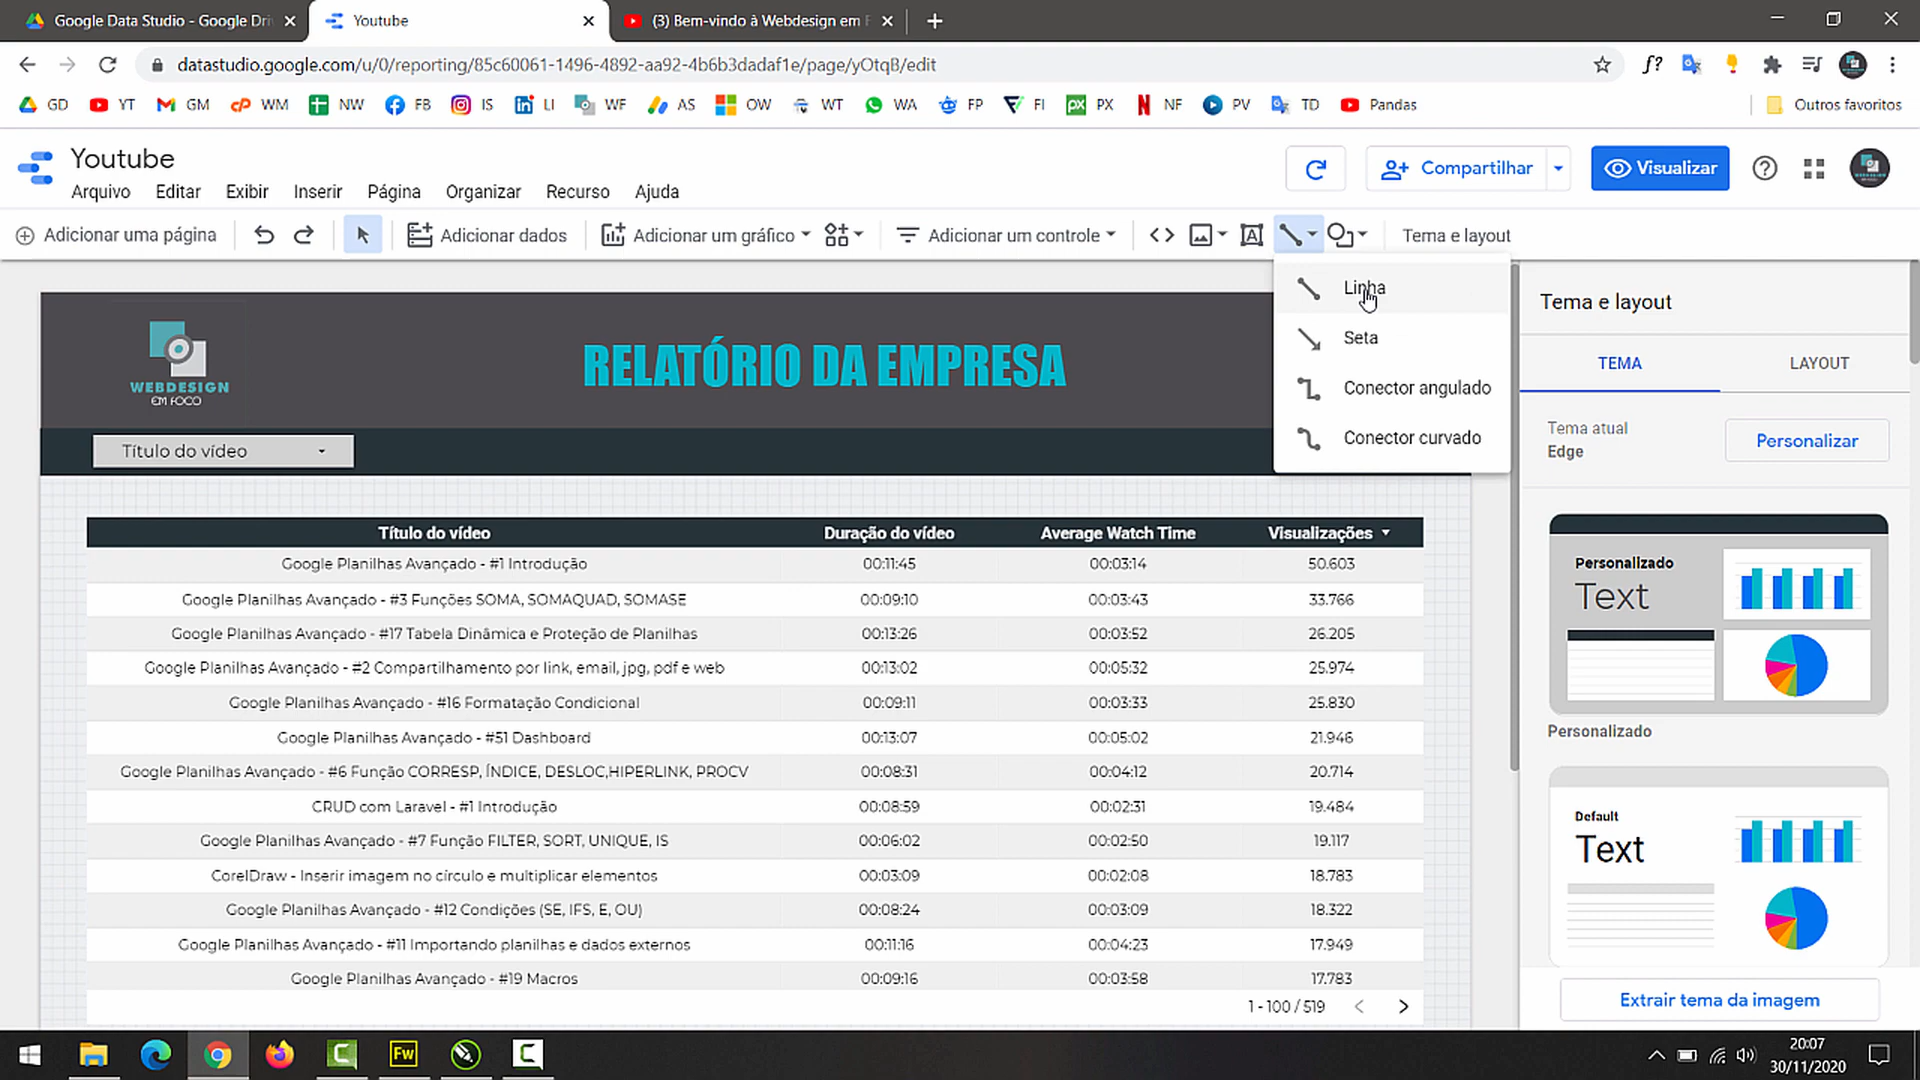 Google Data Studio - Google Dri
Youtube
(3) Bem-vindo à Webdesign em F
datastudio.google.com/u/0/reporting/85c60061-1496-4892-aa92-4b6b3dadaf1e/page/yOtqB/edit
f?
GD YT GM WM NW FB IS LI WF AS OW WT WA FP FI PX NF PV TD Pandas Outros favoritos
Youtube
Compartilhar
Visualizar
Arquivo Editar Exibir Inserir Página Organizar Recurso Ajuda
Adicionar uma página Adicionar dados Adicionar um gráfico Adicionar um controle Tema e layout
Linha
Seta
Conector angulado
Conector curvado
Tema e layout
TEMA LAYOUT
Tema atual
Edge
Personalizar
Personalizado
Text
Personalizado
Default
Text
Extrair tema da imagem
WEBDESIGN
EM FOCO
RELATÓRIO DA EMPRESA
Título do vídeo
Título do vídeo Duração do vídeo Average Watch Time Visualizações
Google Planilhas Avançado - #1 Introdução 00:11:45 00:03:14 50.603
Google Planilhas Avançado - #3 Funções SOMA, SOMAQUAD, SOMASE 00:09:10 00:03:43 33.766
Google Planilhas Avançado - #17 Tabela Dinâmica e Proteção de Planilhas 00:13:26 00:03:52 26.205
Google Planilhas Avançado - #2 Compartilhamento por link, email, jpg, pdf e web 00:13:02 00:05:32 25.974
Google Planilhas Avançado - #16 Formatação Condicional 00:09:11 00:03:33 25.830
Google Planilhas Avançado - #51 Dashboard 00:13:07 00:05:02 21.946
Google Planilhas Avançado - #6 Função CORRESP, ÍNDICE, DESLOC,HIPERLINK, PROCV 00:08:31 00:04:12 20.714
CRUD com Laravel - #1 Introdução 00:08:59 00:02:31 19.484
Google Planilhas Avançado - #7 Função FILTER, SORT, UNIQUE, IS 00:06:02 00:02:50 19.117
CorelDraw - Inserir imagem no círculo e multiplicar elementos 00:03:09 00:02:08 18.783
Google Planilhas Avançado - #12 Condições (SE, IFS, E, OU) 00:08:24 00:03:09 18.322
Google Planilhas Avançado - #11 Importando planilhas e dados externos 00:11:16 00:04:23 17.949
Google Planilhas Avançado - #19 Macros 00:09:16 00:03:58 17.783
1 - 100 / 519
Fw
20:07
30/11/2020